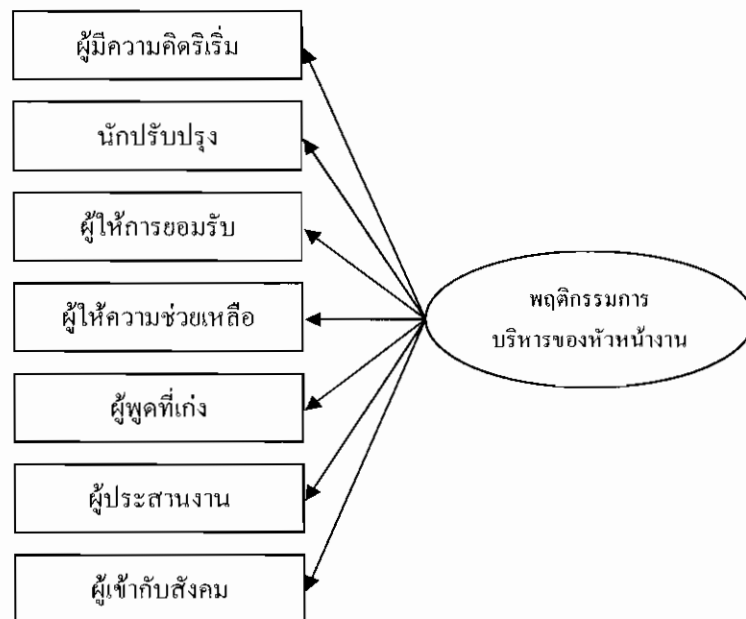 ผู้มีความคิดริเริ่ม
นักปรับปรุง
ผู้ให้การยอมรับ
ผู้ให้ความช่วยเหลือ
ผู้พูดที่เก่ง
ผู้ประสานงาน
ผู้เข้ากับสังคม
พฤติกรรมการ
บริหารของหัวหน้างาน